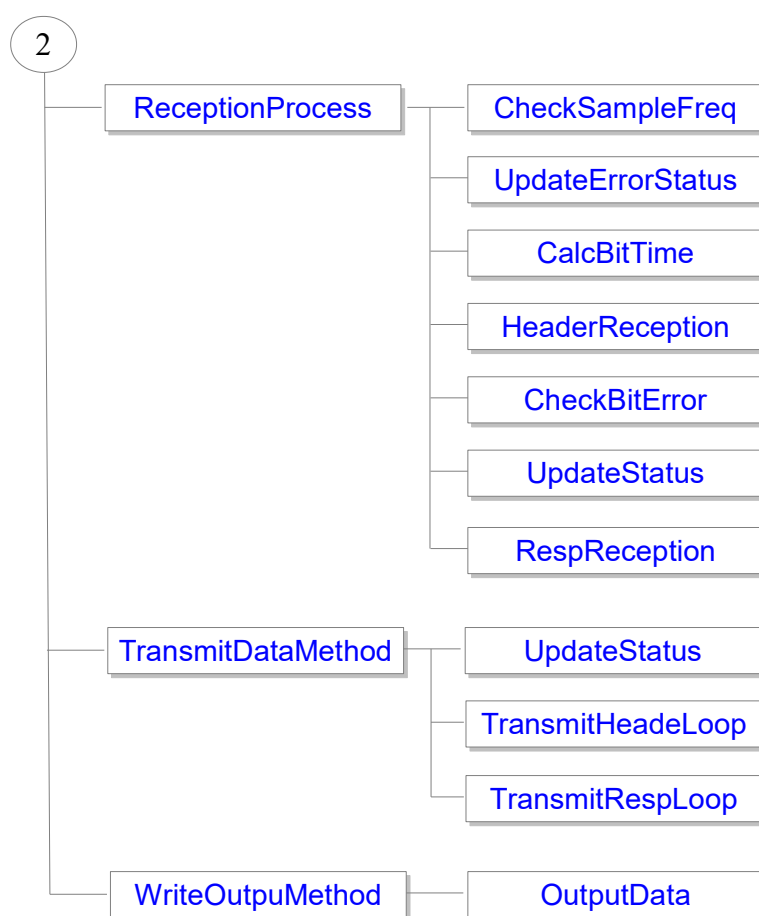 2
ReceptionProcess
CheckSampleFreq
UpdateErrorStatus
CalcBitTime
HeaderReception
CheckBitError
UpdateStatus
RespReception
TransmitDataMethod
UpdateStatus
TransmitHeadeLoop
TransmitRespLoop
WriteOutpuMethod
OutputData